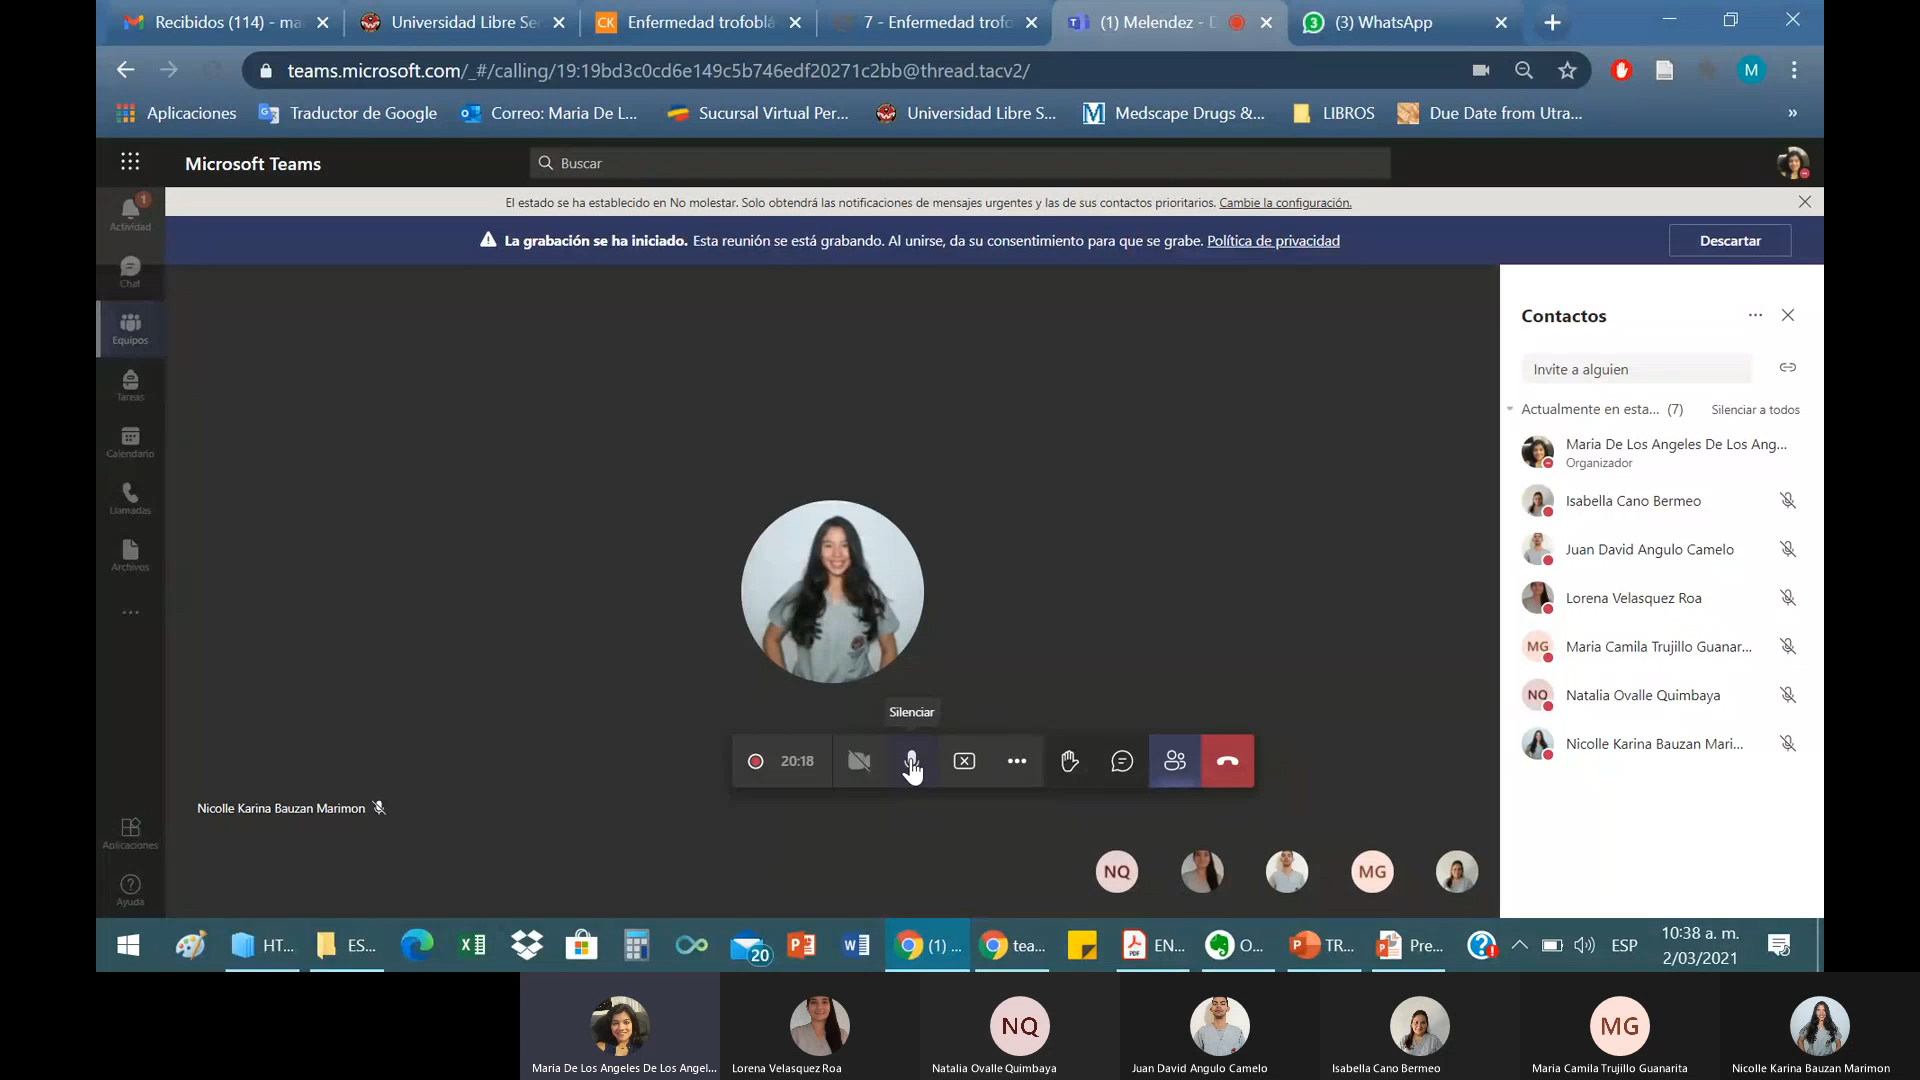 Recibidos (114) - ma
Universidad Libre Se
Enfermedad trofoblá
7 - Enfermedad trofo
(1) Melendez - D
(3) WhatsApp
teams.microsoft.com/_#/calling/19:19bd3c0cd6e149c5b746edf20271c2bb@thread.tacv2/
M
Aplicaciones
Traductor de Google
Correo: Maria De L...
Sucursal Virtual Per...
Universidad Libre S...
Medscape Drugs &...
LIBROS
Due Date from Utra...
»
Microsoft Teams
Buscar
El estado se ha establecido en No molestar. Solo obtendrá las notificaciones de mensajes urgentes y las de sus contactos prioritarios. Cambie la configuración.
La grabación se ha iniciado. Esta reunión se está grabando. Al unirse, da su consentimiento para que se grabe. Política de privacidad
Descartar
1
Actividad
Chat
Equipos
Tareas
Calendario
Llamadas
Archivos
Aplicaciones
Ayuda
Silenciar
20:18
Nicolle Karina Bauzan Marimon
NQ
MG
Contactos
Invite a alguien
Actualmente en esta... (7)
Silenciar a todos
Maria De Los Angeles De Los Ang...
Organizador
Isabella Cano Bermeo
Juan David Angulo Camelo
Lorena Velasquez Roa
MG Maria Camila Trujillo Guanar...
NQ Natalia Ovalle Quimbaya
Nicolle Karina Bauzan Mari...
HT...
ES...
20
(1) ...
tea...
EN...
O...
TR...
Pre...
ESP
10:38 a. m.
2/03/2021
NQ
MG
Maria De Los Angeles De Los Angel...
Lorena Velasquez Roa
Natalia Ovalle Quimbaya
Juan David Angulo Camelo
Isabella Cano Bermeo
Maria Camila Trujillo Guanarita
Nicolle Karina Bauzan Marimon